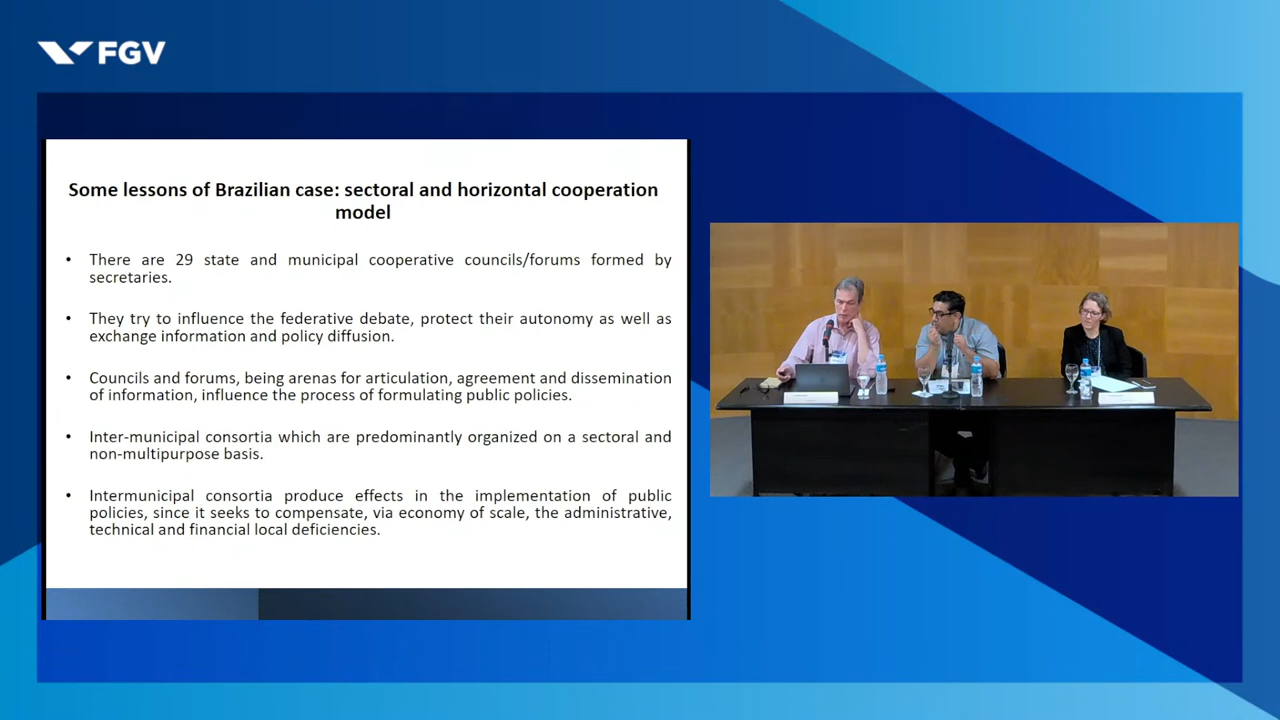 FGV
Some lessons of Brazilian case: sectoral and horizontal cooperation
model
• There are 29 state and municipal cooperative councils/forums formed by
secretaries.
• They try to influence the federative debate, protect their autonomy as well as
exchange information and policy diffusion.
• Councils and forums, being arenas for articulation, agreement and dissemination
of information, influence the process of formulating public policies.
• Inter-municipal consortia which are predominantly organized on a sectoral and
non-multipurpose basis.
• Intermunicipal consortia produce effects in the implementation of public
policies, since it seeks to compensate, via economy of scale, the administrative,
technical and financial local deficiencies.